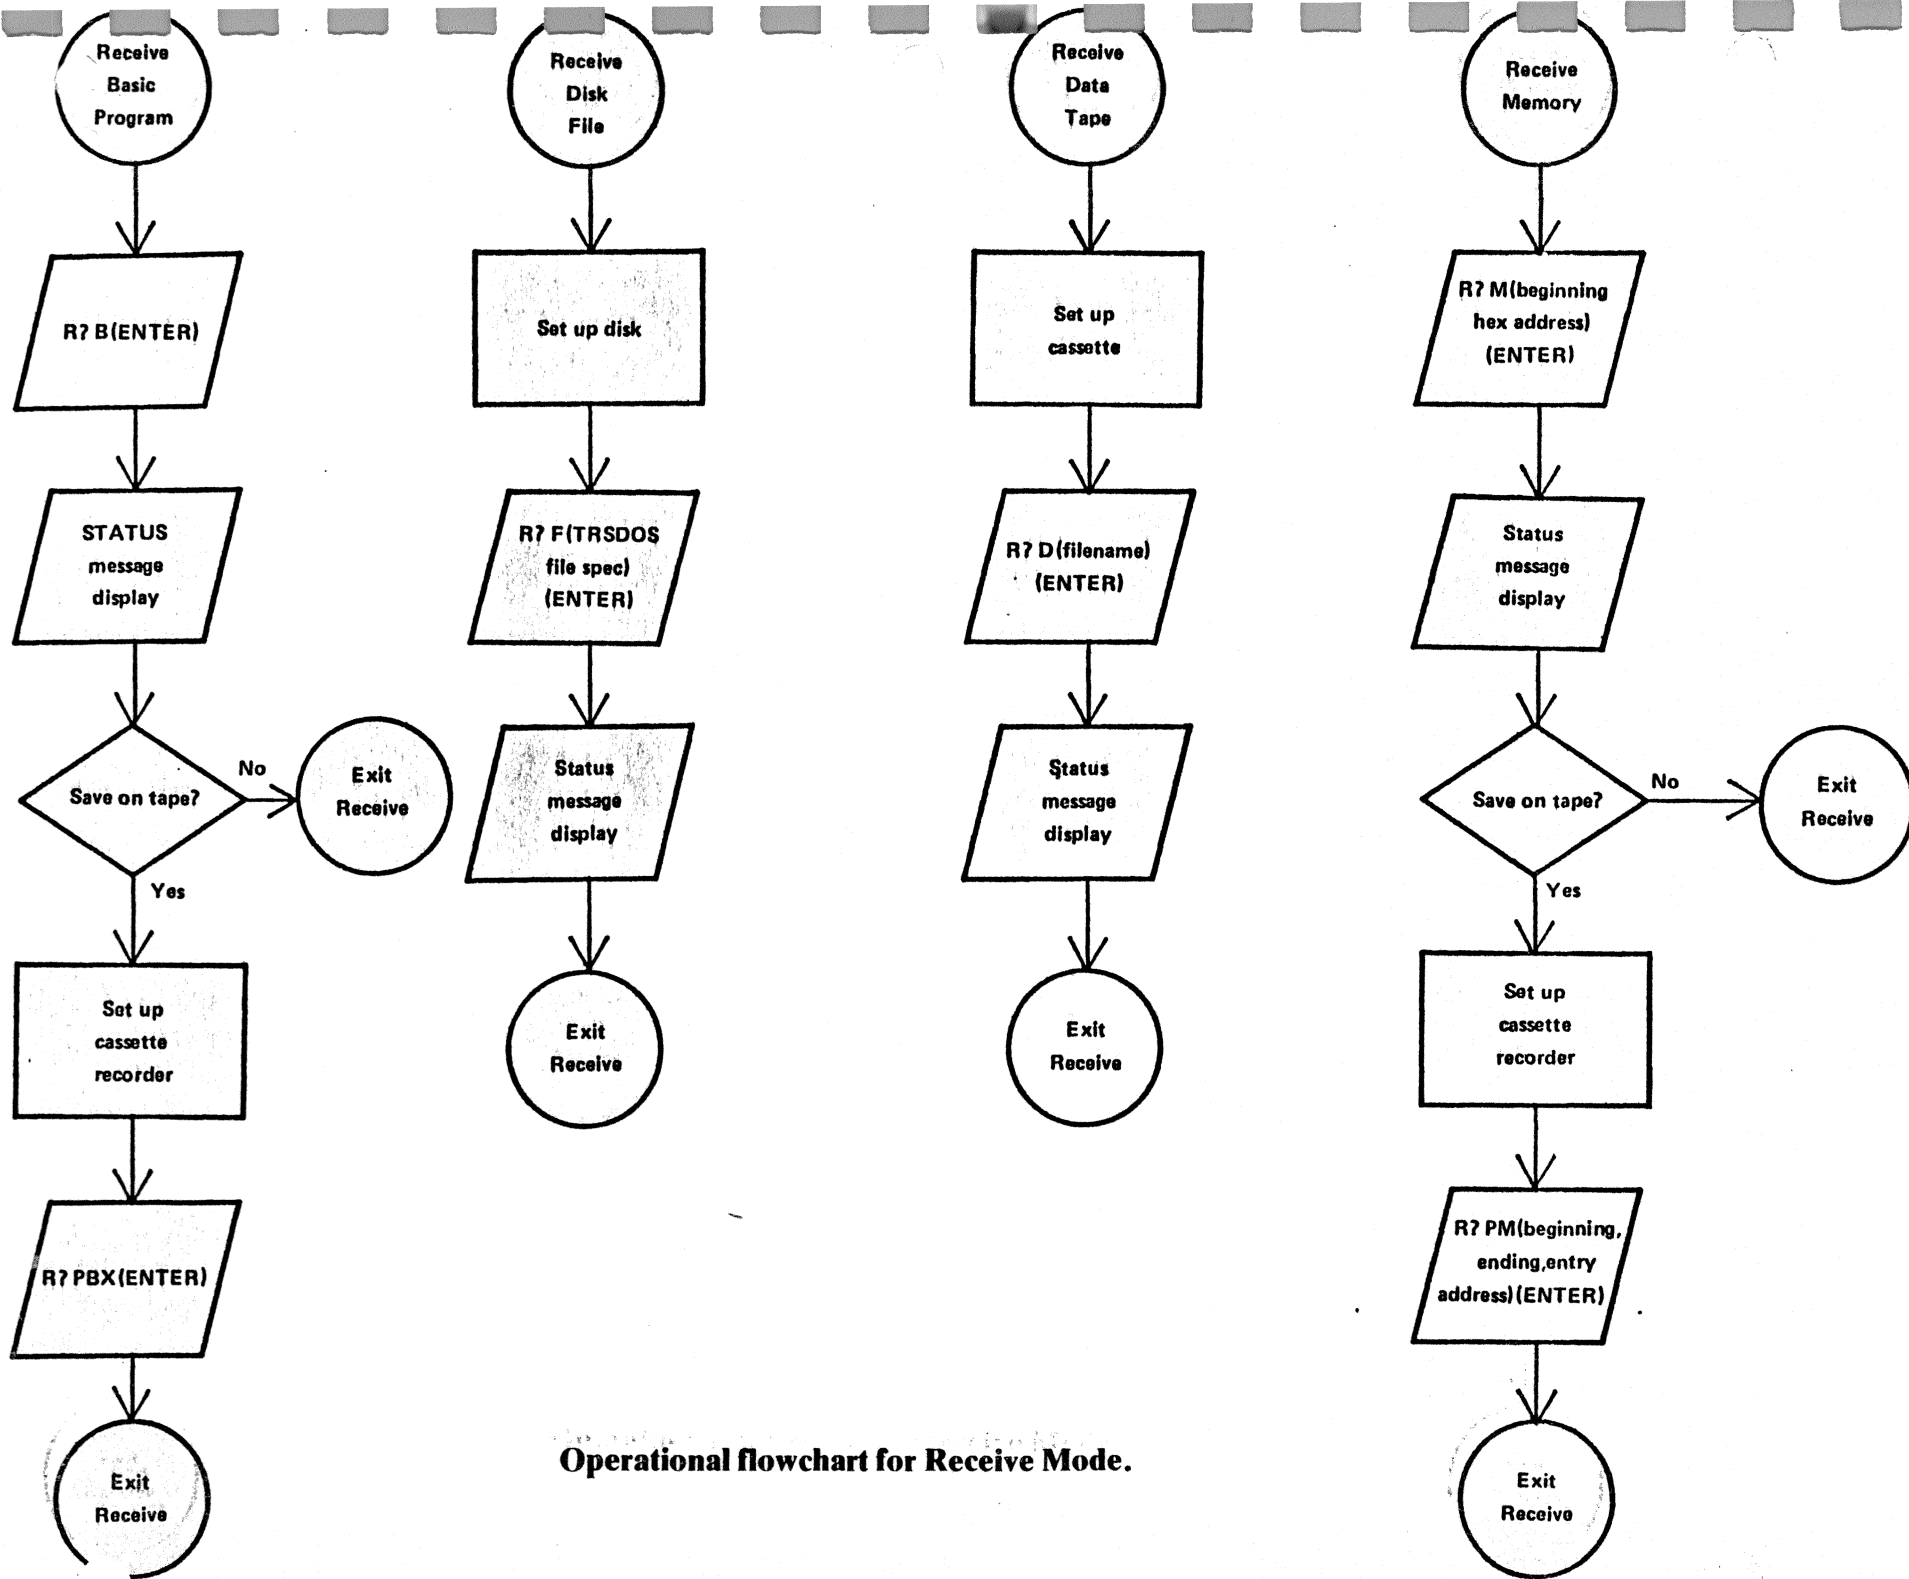 Receive
Basic
Program
R? B(ENTER)
STATUS
message
display
Save on tape?
No
Exit
Receive
Yes
Set up
cassette
recorder
R? PBX(ENTER)
Exit
Receive
Receive
Disk
File
Set up disk
R? F(TRSDOS
file spec)
(ENTER)
Status
message
display
Exit
Receive
Receive
Data
Tape
Set up
cassette
R? D(filename)
(ENTER)
Status
message
display
Exit
Receive
Receive
Memory
R? M(beginning
hex address)
(ENTER)
Status
message
display
Save on tape?
No
Exit
Receive
Yes
Set up
cassette
recorder
R? PM(beginning,
ending,entry
address)(ENTER)
Exit
Receive
Operational flowchart for Receive Mode.